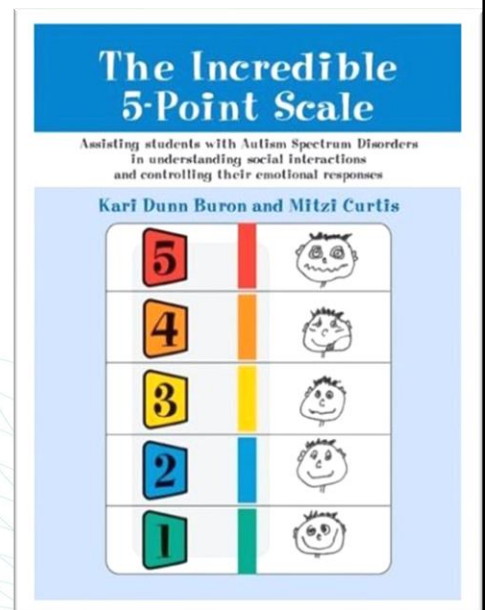 The Incredible
5-Point Scale
Assisting students with Autism Spectrum Disorders
in understanding social interactions
and controlling their emotional responses
Kari Dunn Buron and Mitzi Curtis
5
4
3
2
1